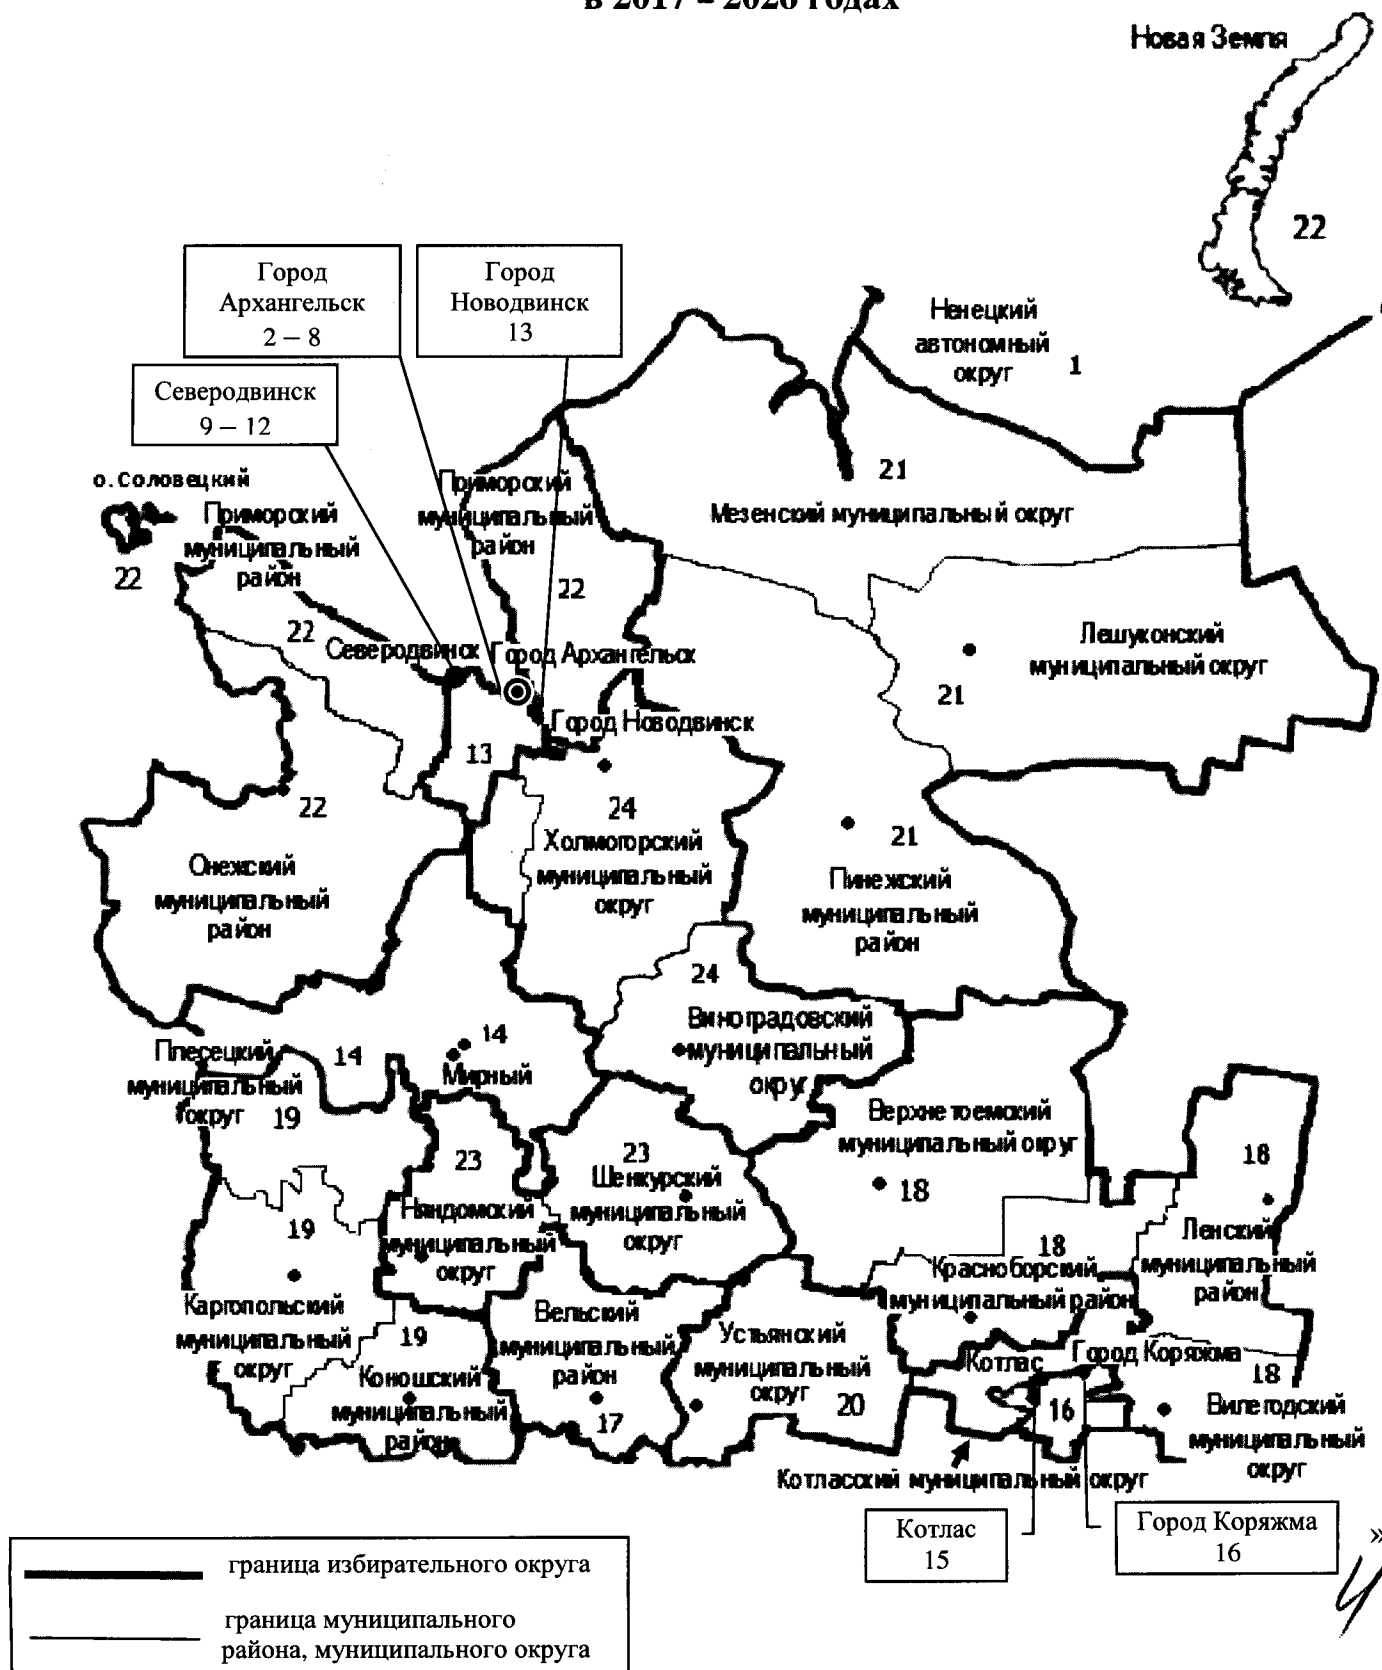 в 2017 – 2026 годах
Новая Земля
22
Город
Архангельск
2 – 8
Город
Новодвинск
13
Ненецкий
автономный
округ
1
Северодвинск
9 – 12
о. Соловецкий
22
Приморский
муниципальный
район
22
Приморский
муниципальный
район
22
21
Мезенский муниципальный округ
Лешуконский
муниципальный округ
21
Северодвинск
Город Архангельск
Город Новодвинск
13
22
Онежский
муниципальный
район
24
Холмогорский
муниципальный
округ
21
Пинежский
муниципальный
район
24
Виноградовский
муниципальный
округ
14
Мирный
14
Плесецкий
муниципальный
округ
19
23
Няндомский
муниципальный
округ
23
Шенкурский
муниципальный
округ
Верхнетоемский
муниципальный округ
18
18
Ленский
муниципальный
район
19
Каргопольский
муниципальный
округ
19
Коношский
муниципальный
район
Вельский
муниципальный
район
17
Устьянский
муниципальный
округ
20
18
Красноборский
муниципальный район
Котлас
Город Коряжма
16
18
Вилегодский
муниципальный
округ
Котласский муниципальный округ
Котлас
15
Город Коряжма
16
»
граница избирательного округа
граница муниципального
района, муниципального округа